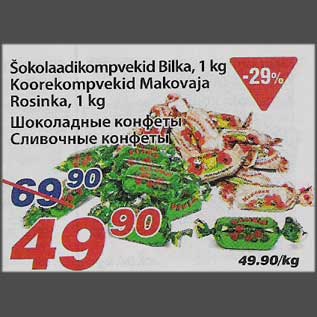 Šokolaadikompvekid Bilka, 1 kg
Koorekompvekid Makovaja
Rosinka, 1 kg
Шоколадные конфеты
Сливочные конфеты
-29%
69.90
49.90
49.90/kg